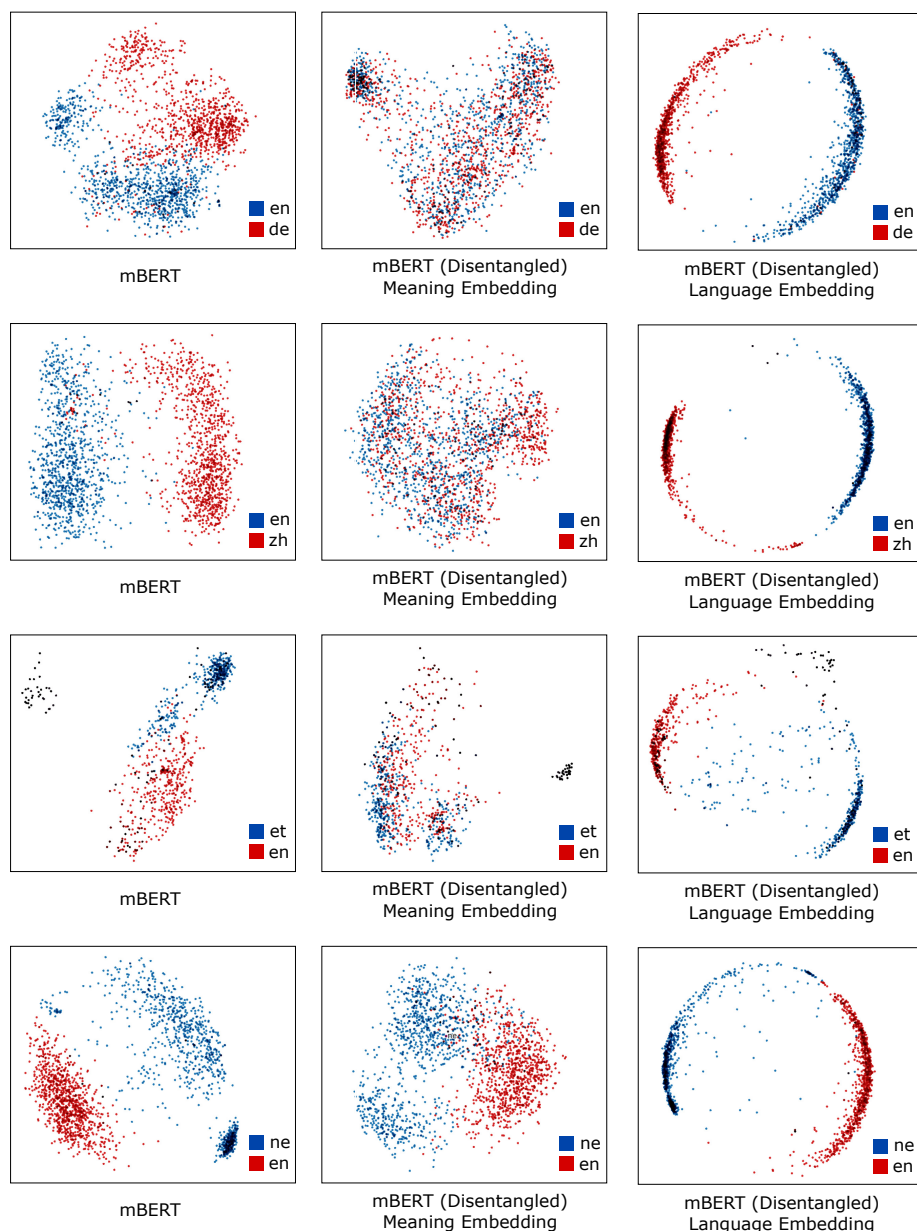 en
de
en
de
en
de
mBERT
mBERT (Disentangled)
Meaning Embedding
mBERT (Disentangled)
Language Embedding
en
zh
en
zh
en
zh
mBERT
mBERT (Disentangled)
Meaning Embedding
mBERT (Disentangled)
Language Embedding
et
en
et
en
et
en
mBERT
mBERT (Disentangled)
Meaning Embedding
mBERT (Disentangled)
Language Embedding
ne
en
ne
en
ne
en
mBERT
mBERT (Disentangled)
Meaning Embedding
mBERT (Disentangled)
Language Embedding